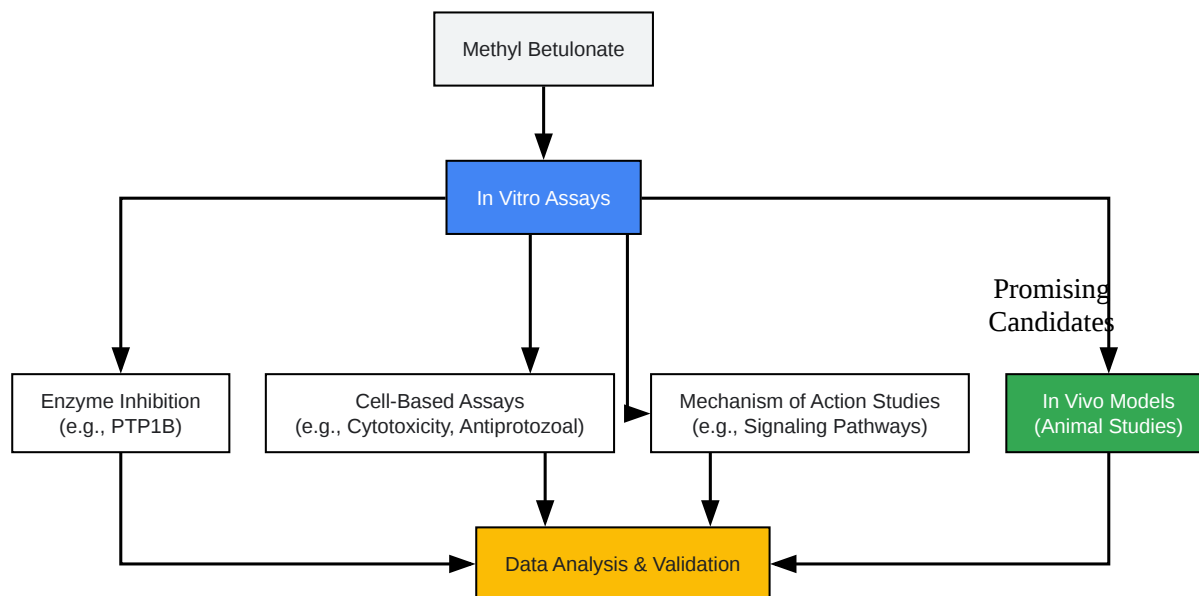 Methyl Betulonate
In Vitro Assays
Promising
Candidates
Enzyme Inhibition
(e.g., PTP1B)
Cell-Based Assays
(e.g., Cytotoxicity, Antiprotozoal)
Mechanism of Action Studies
(e.g., Signaling Pathways)
In Vivo Models
(Animal Studies)
Data Analysis & Validation